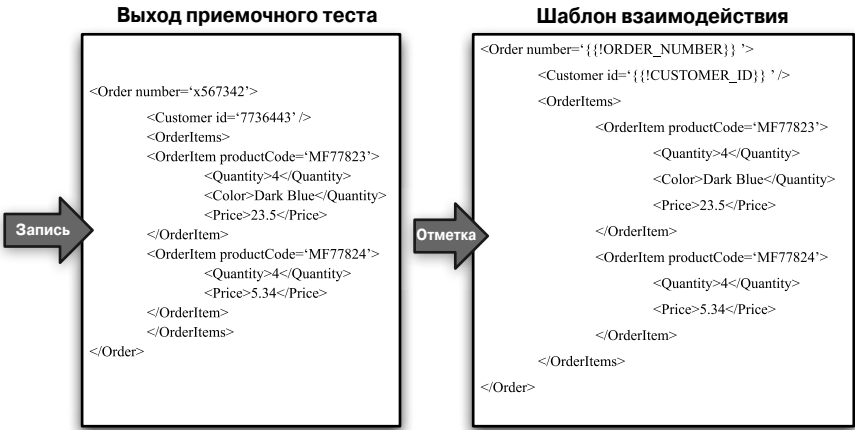 Выход приемочного теста
Запись
<Order number=‘x567342’>
<Customer id=‘7736443’ />
<OrderItems>
<OrderItem productCode=‘MF77823’>
<Quantity>4</Quantity>
<Color>Dark Blue</Quantity>
<Price>23.5</Price>
</OrderItem>
<OrderItem productCode=‘MF77824’>
<Quantity>4</Quantity>
<Price>5.34</Price>
</OrderItem>
</OrderItems>
</Order>
Шаблон взаимодействия
Отметка
<Order number=‘{{!ORDER_NUMBER}} ’>
<Customer id=‘{{!CUSTOMER_ID}} ’ />
<OrderItems>
<OrderItem productCode=‘MF77823’>
<Quantity>4</Quantity>
<Color>Dark Blue</Quantity>
<Price>23.5</Price>
</OrderItem>
<OrderItem productCode=‘MF77824’>
<Quantity>4</Quantity>
<Price>5.34</Price>
</OrderItem>
</OrderItems>
</Order>